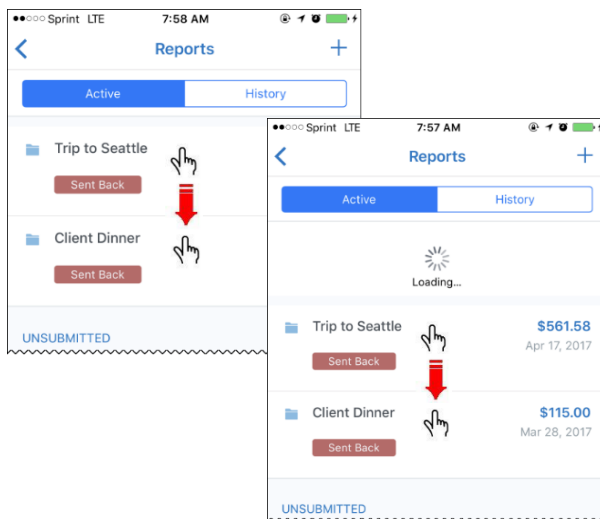 Sprint LTE 7:58 AM
Reports
Active History
Trip to Seattle
Sent Back
Client Dinner
Sent Back
UNSUBMITTED
Sprint LTE 7:57 AM
Reports
Active History
Loading...
Trip to Seattle $561.58
Apr 17, 2017
Sent Back
Client Dinner $115.00
Mar 28, 2017
Sent Back
UNSUBMITTED